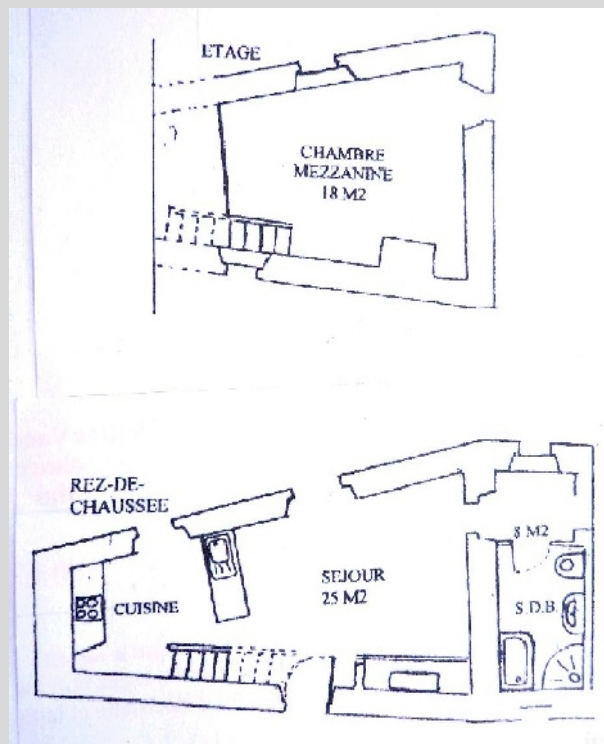 ETAGE
CHAMBRE
MEZZANINE
18 M2
REZ-DE-
CHAUSSEE
CUISINE
SEJOUR
25 M2
8 M2
S.D.B.